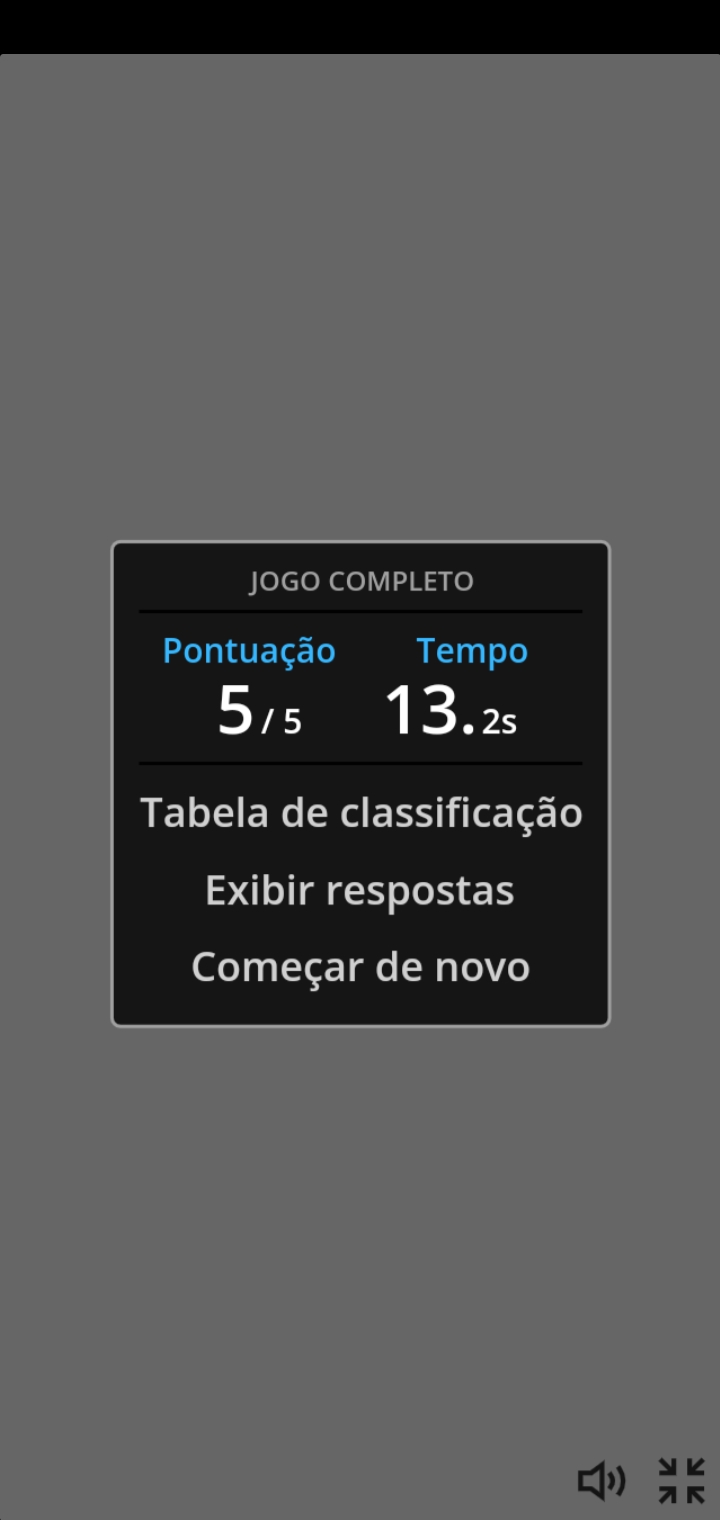 JOGO COMPLETO
Pontuação Tempo
5 / 5 13.2s
Tabela de classificação
Exibir respostas
Começar de novo